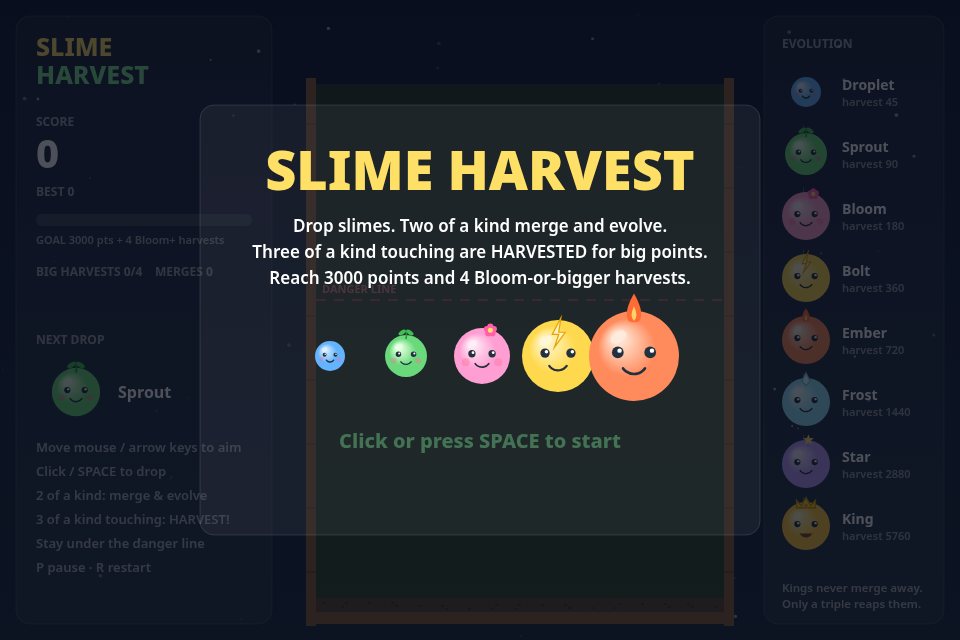 SLIME
HARVEST
SCORE
0
BEST 0
GOAL 3000 pts + 4 Bloom+ harvests
BIG HARVESTS 0/4 MERGES 0
NEXT DROP
Sprout
Move mouse / arrow keys to aim
Click / SPACE to drop
2 of a kind: merge & evolve
3 of a kind touching: HARVEST!
Stay under the danger line
P pause · R restart
SLIME HARVEST
Drop slimes. Two of a kind merge and evolve.
Three of a kind touching are HARVESTED for big points.
Reach 3000 points and 4 Bloom-or-bigger harvests.
DANGER LINE
Click or press SPACE to start
EVOLUTION
Droplet
harvest 45
Sprout
harvest 90
Bloom
harvest 180
Bolt
harvest 360
Ember
harvest 720
Frost
harvest 1440
Star
harvest 2880
King
harvest 5760
Kings never merge away.
Only a triple reaps them.